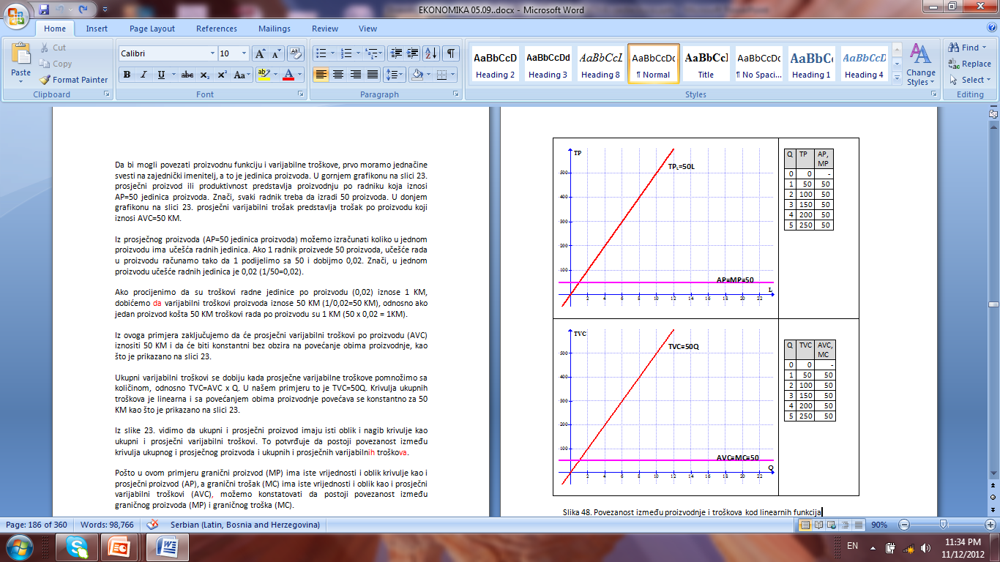 EKONOMIKA 05.09..docx - Microsoft Word
Home Insert Page Layout References Mailings Review View
Paste
Cut
Copy
Format Painter
Clipboard
Calibri 10
Font
Paragraph
AaBbCcD AaBbCcDd AaBbCcL AaBbCcDc AaBbCcl AaBbCcDc AaBbCc AaBbCcD
Heading 2 Heading 3 Heading 8 ¶ Normal Title ¶ No Spaci... Heading 1 Heading 4
Change
Styles
Styles
Find
Replace
Select
Editing
Da bi mogli povezati proizvodnu funkciju i varijabilne troškove, prvo moramo jednačine
svesti na zajednički imenitelj, a to je jedinica proizvoda. U gornjem grafikonu na slici 23.
prosječni proizvod ili produktivnost predstavlja proizvodnju po radniku koja iznosi
AP=50 jedinica proizvoda. Znači, svaki radnik treba da izradi 50 proizvoda. U donjem
grafikonu na slici 23. prosječni varijabilni trošak predstavlja trošak po proizvodu koji
iznosi AVC=50 KM.
Iz prosječnog proizvoda (AP=50 jedinica proizvoda) možemo izračunati koliko u jednom
proizvodu ima učešća radnih jedinica. Ako 1 radnik proizvede 50 proizvoda, učešće rada
u proizvodu računamo tako da 1 podijelimo sa 50 i dobijmo 0,02. Znači, u jednom
proizvodu učešće radnih jedinica je 0,02 (1/50=0,02).
Ako procijenimo da su troškovi radne jedinice po proizvodu (0,02) iznose 1 KM,
dobićemo da varijabilni troškovi proizvoda iznose 50 KM (1/0,02=50 KM), odnosno ako
jedan proizvod košta 50 KM troškovi rada po proizvodu su 1 KM (50 x 0,02 = 1KM).
Iz ovoga primjera zaključujemo da će prosječni varijabilni troškovi po proizvodu (AVC)
iznositi 50 KM i da će biti konstantni bez obzira na povećanje obima proizvodnje, kao
što je prikazano na slici 23.
Ukupni varijabilni troškovi se dobiju kada prosječne varijabilne troškove pomnožimo sa
količinom, odnosno TVC=AVC x Q. U našem primjeru to je TVC=50Q. Krivulja ukupnih
troškova je linearna i sa povećanjem obima proizvodnje povećava se konstantno za 50
KM kao što je prikazano na slici 23.
Iz slike 23. vidimo da ukupni i prosječni proizvod imaju isti oblik i nagib krivulje kao
ukupni i prosječni varijabilni troškovi. To potvrđuje da postoji povezanost između
krivulja ukupnog i prosječnog proizvoda i ukupnih i prosječnih varijabilnih troškova.
Pošto u ovom primjeru granični proizvod (MP) ima iste vrijednosti i oblik krivulje kao i
prosječni proizvod (AP), a granični trošak (MC) ima iste vrijednosti i oblik kao i prosječni
varijabilni troškovi (AVC), možemo konstatovati da postoji povezanost između
graničnog proizvoda (MP) i graničnog troška (MC).
TP
TPL=50L
500
400
300
200
100
AP=MP=50
L
2 4 6 8 10 12 14 16 18 20 22
Q TP AP,
MP
0 0 -
1 50 50
2 100 50
3 150 50
4 200 50
5 250 50
TVC
TVC=50Q
500
400
300
200
100
AVC=MC=50
Q
2 4 6 8 10 12 14 16 18 20 22
Q TVC AVC,
MC
0 0 -
1 50 50
2 100 50
3 150 50
4 200 50
5 250 50
Slika 48. Povezanost između proizvodnje i troškova kod linearnih funkcija
Page: 186 of 360 Words: 98,766 Serbian (Latin, Bosnia and Herzegovina) 90%
EN
11:34 PM
11/12/2012